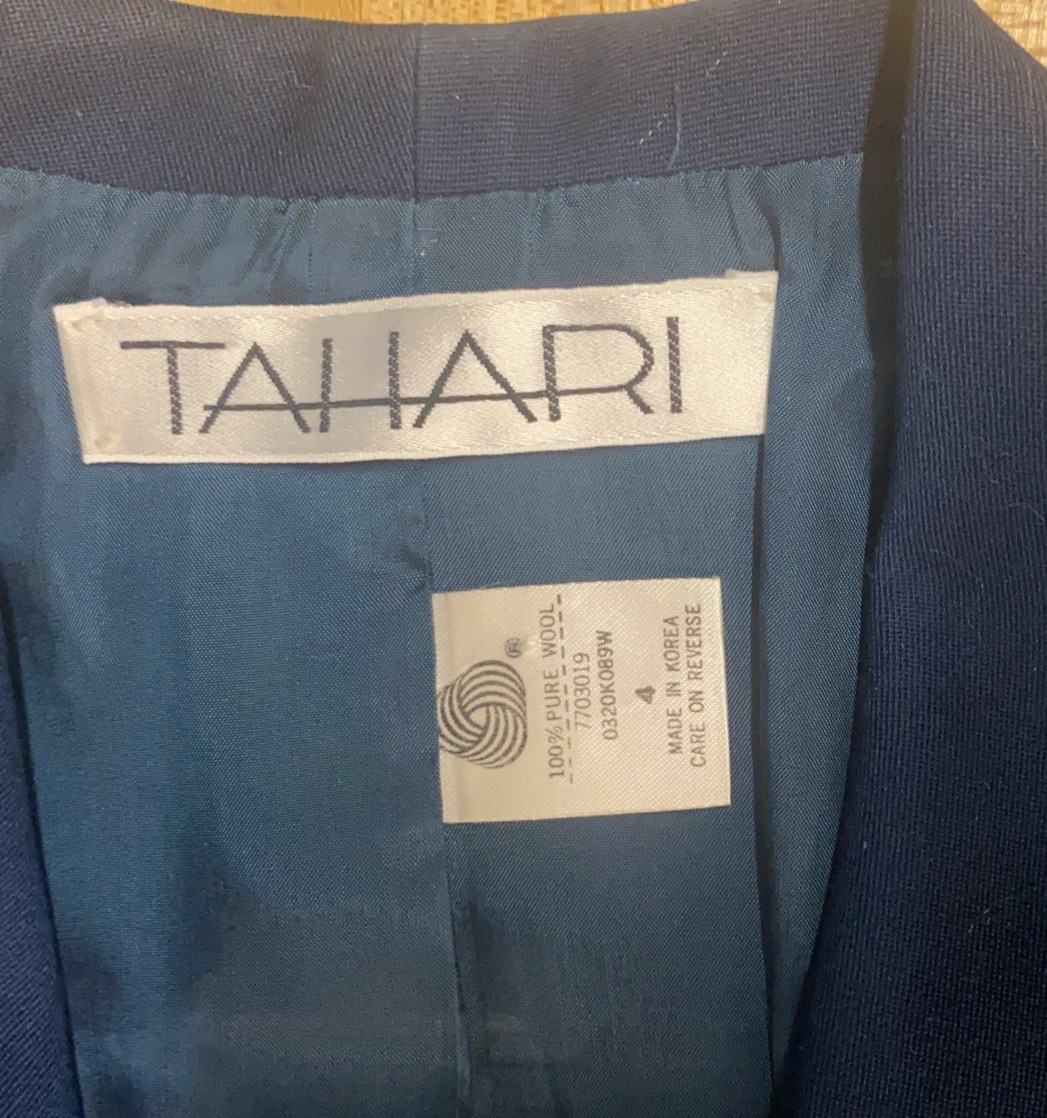 TAHARI
®
100% PURE WOOL
7703019
0320K089W
4
MADE IN KOREA
CARE ON REVERSE